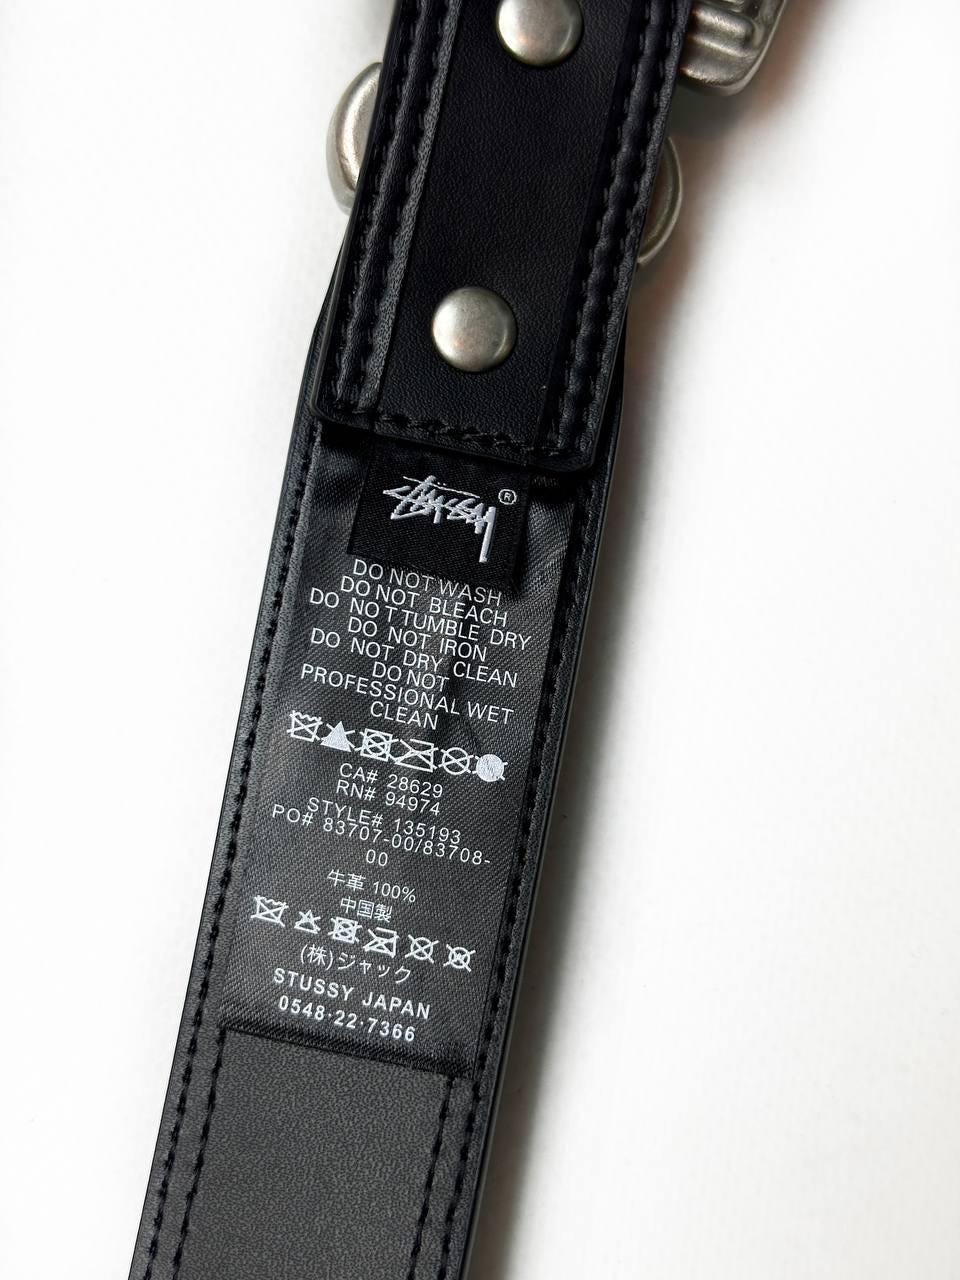 Stüssy ®
DO NOT WASH
DO NOT BLEACH
DO NOT TUMBLE DRY
DO NOT IRON
DO NOT DRY CLEAN
DO NOT
PROFESSIONAL WET
CLEAN
CA# 28629
RN# 94974
STYLE# 135193
PO# 83707-00/83708-
00
牛革 100%
中国製
(株)ジャック
STUSSY JAPAN
0548·22·7366